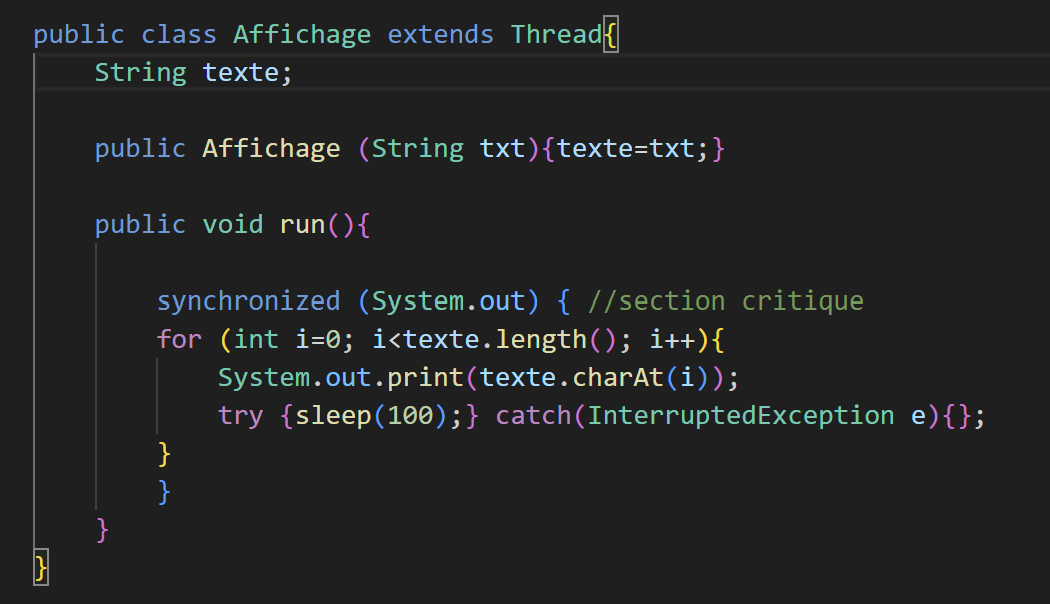 public class Affichage extends Thread{
    String texte;

    public Affichage (String txt){texte=txt;}

    public void run(){

        synchronized (System.out) { //section critique
        for (int i=0; i<texte.length(); i++){
            System.out.print(texte.charAt(i));
            try {sleep(100);} catch(InterruptedException e){};
        }
        }
    }
}